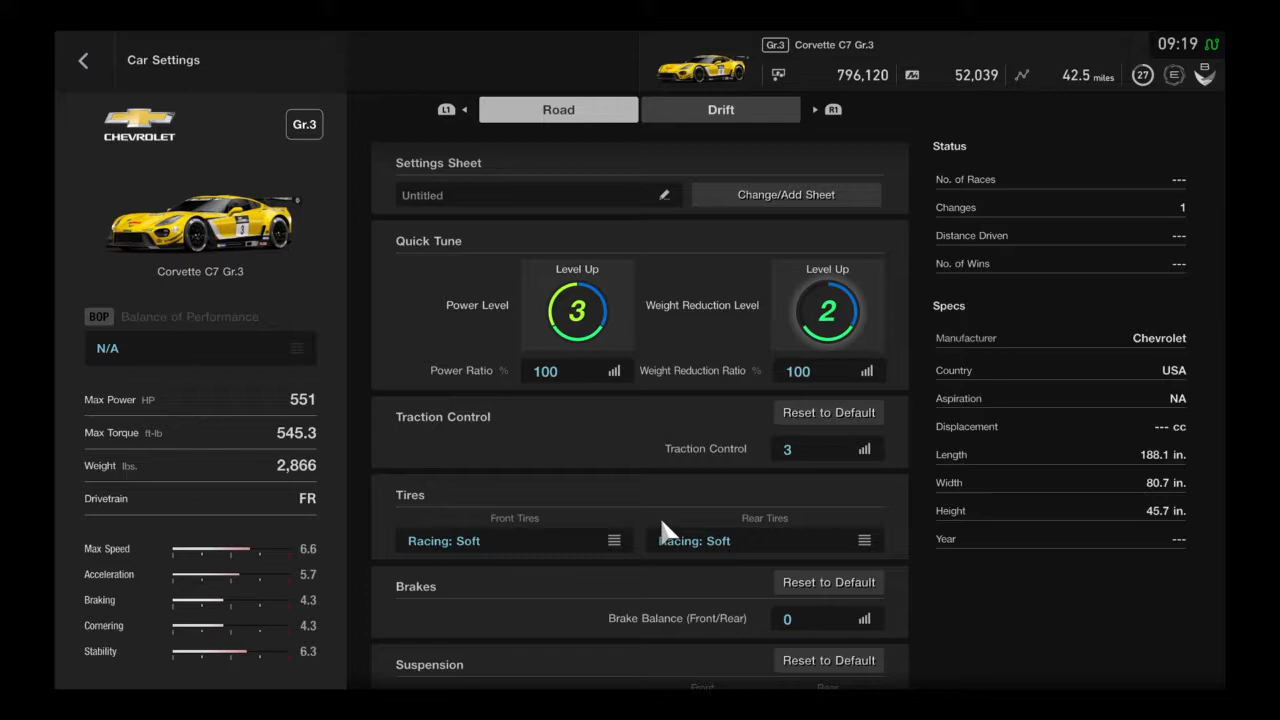 Car Settings
Gr.3 Corvette C7 Gr.3
09:19
796,120
52,039
42.5 miles
27
E
B
CHEVROLET
Gr.3
3
Corvette C7 Gr.3
BOP Balance of Performance
N/A
Max Power HP 551
Max Torque ft-lb 545.3
Weight lbs. 2,866
Drivetrain FR
Max Speed 6.6
Acceleration 5.7
Braking 4.3
Cornering 4.3
Stability 6.3
L1 Road Drift R1
Settings Sheet
Untitled Change/Add Sheet
Quick Tune
Level Up Level Up
Power Level 3 Weight Reduction Level 2
Power Ratio % 100 Weight Reduction Ratio % 100
Traction Control Reset to Default
Traction Control 3
Tires
Front Tires Rear Tires
Racing: Soft Racing: Soft
Brakes Reset to Default
Brake Balance (Front/Rear) 0
Suspension Reset to Default
Front Rear
Status
No. of Races ---
Changes 1
Distance Driven ---
No. of Wins ---
Specs
Manufacturer Chevrolet
Country USA
Aspiration NA
Displacement --- cc
Length 188.1 in.
Width 80.7 in.
Height 45.7 in.
Year ---